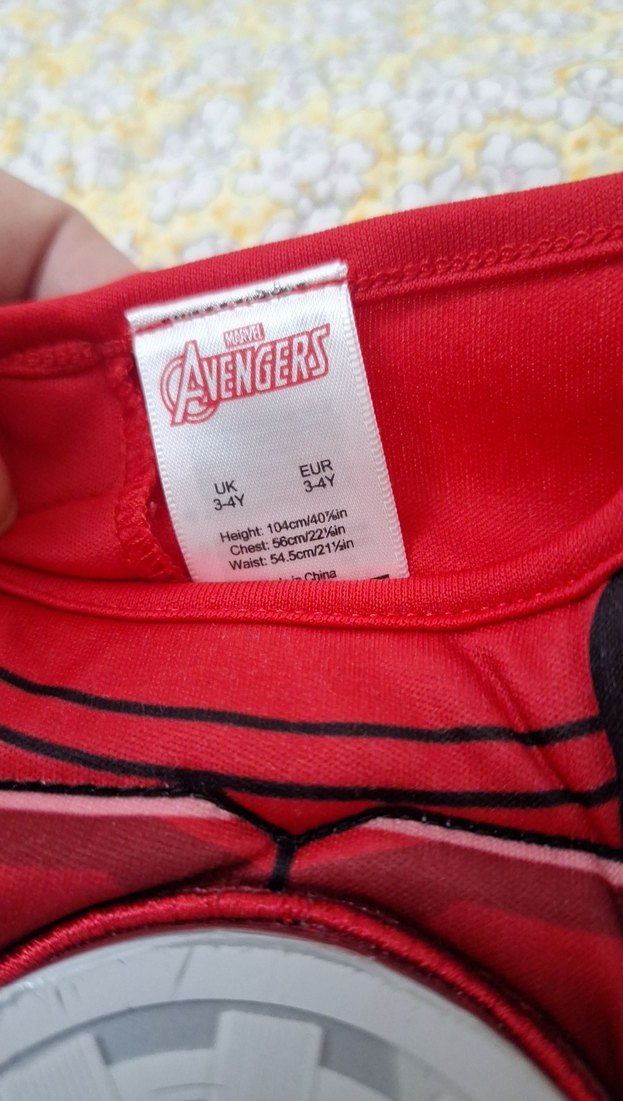 MARVEL
AVENGERS
UK EUR
3-4Y 3-4Y
Height: 104cm/40⅞in
Chest: 56cm/22⅛in
Waist: 54.5cm/21½in
in China